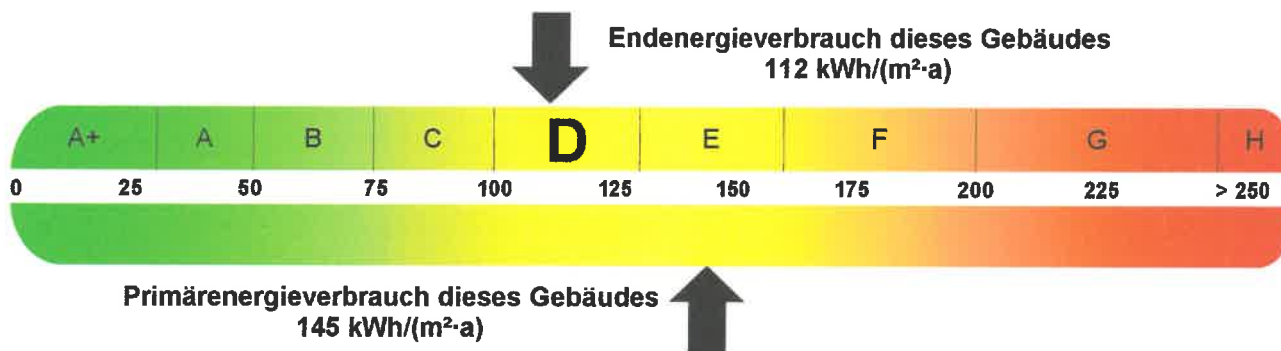 Endenergieverbrauch dieses Gebäudes
112 kWh/(m²·a)
A+ A B C D E F G H
0 25 50 75 100 125 150 175 200 225 > 250
Primärenergieverbrauch dieses Gebäudes
145 kWh/(m²·a)